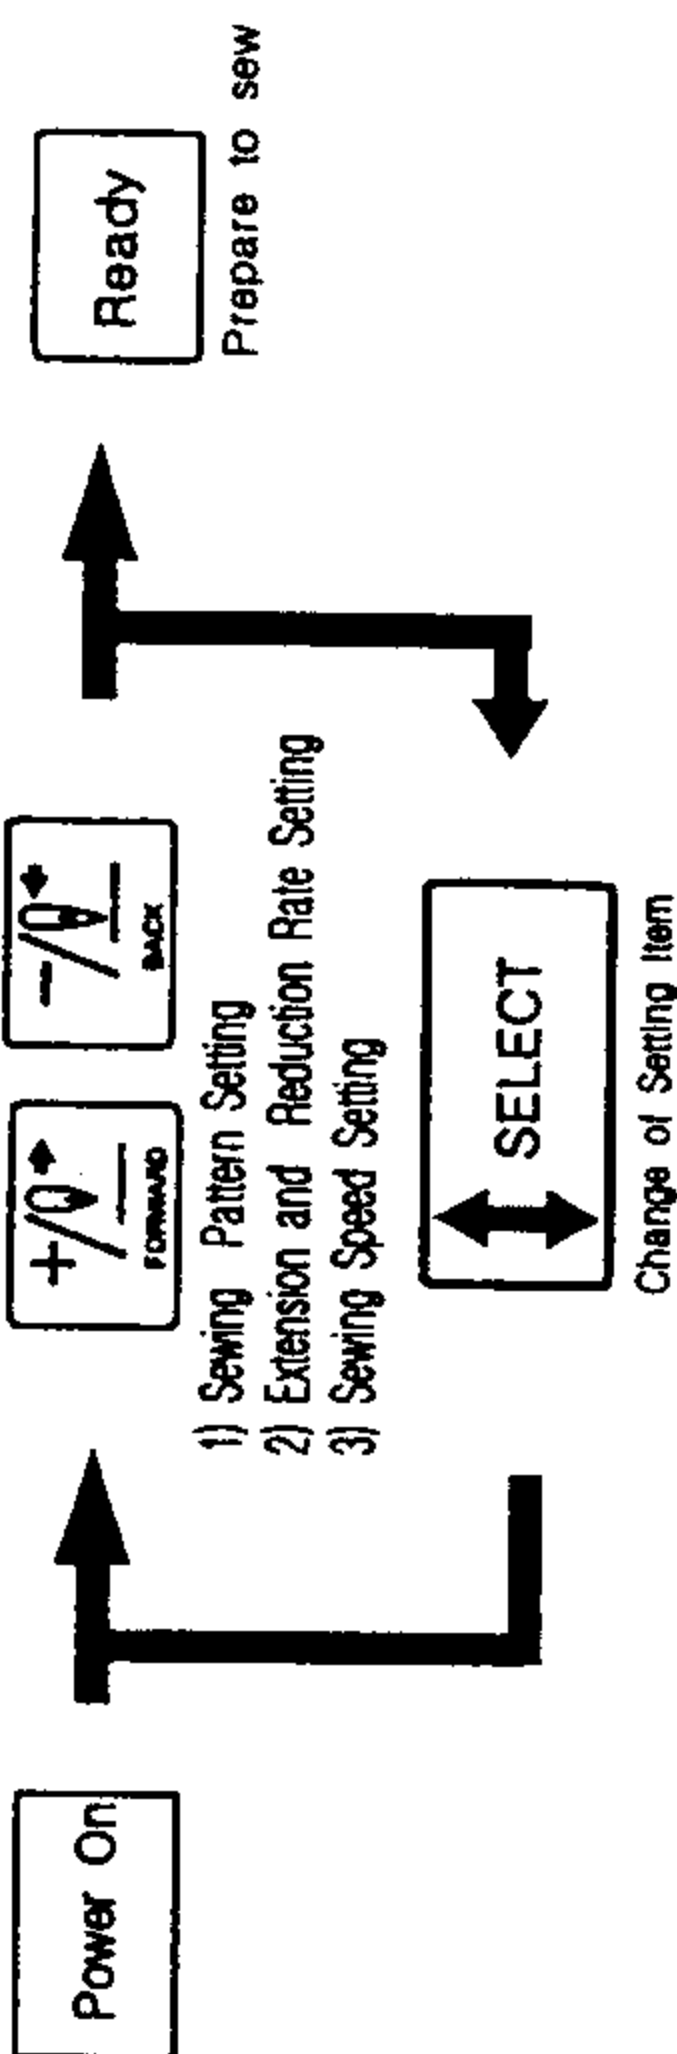 Power On
+/
FORWARD
-/
BACK
1) Sewing Pattern Setting
2) Extension and Reduction Rate Setting
3) Sewing Speed Setting
SELECT
Change of Setting Item
Ready
Prepare to sew